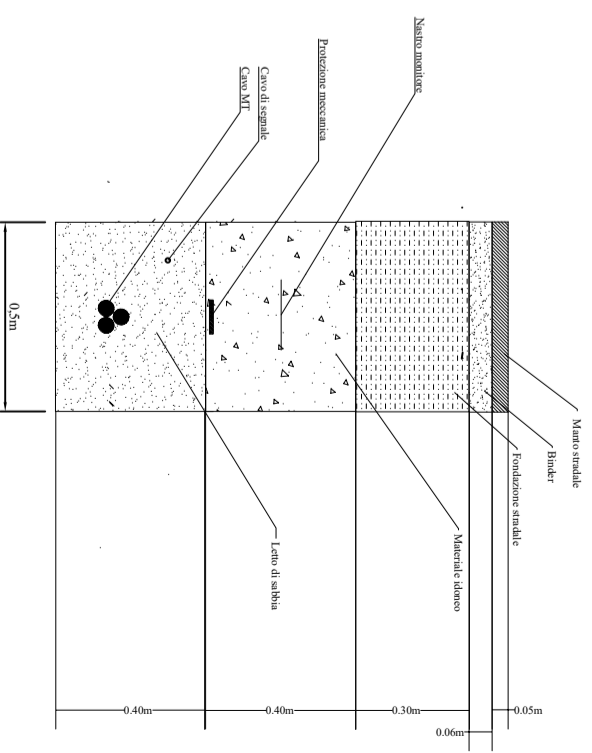 Nastro monitore
Protezione meccanica
Cavo di segnale
Cavo MT
Manto stradale
Binder
Fondazione stradale
Materiale idoneo
Letto di sabbia
0,5m
0.40m
0.40m
0.30m
0.06m
0.05m